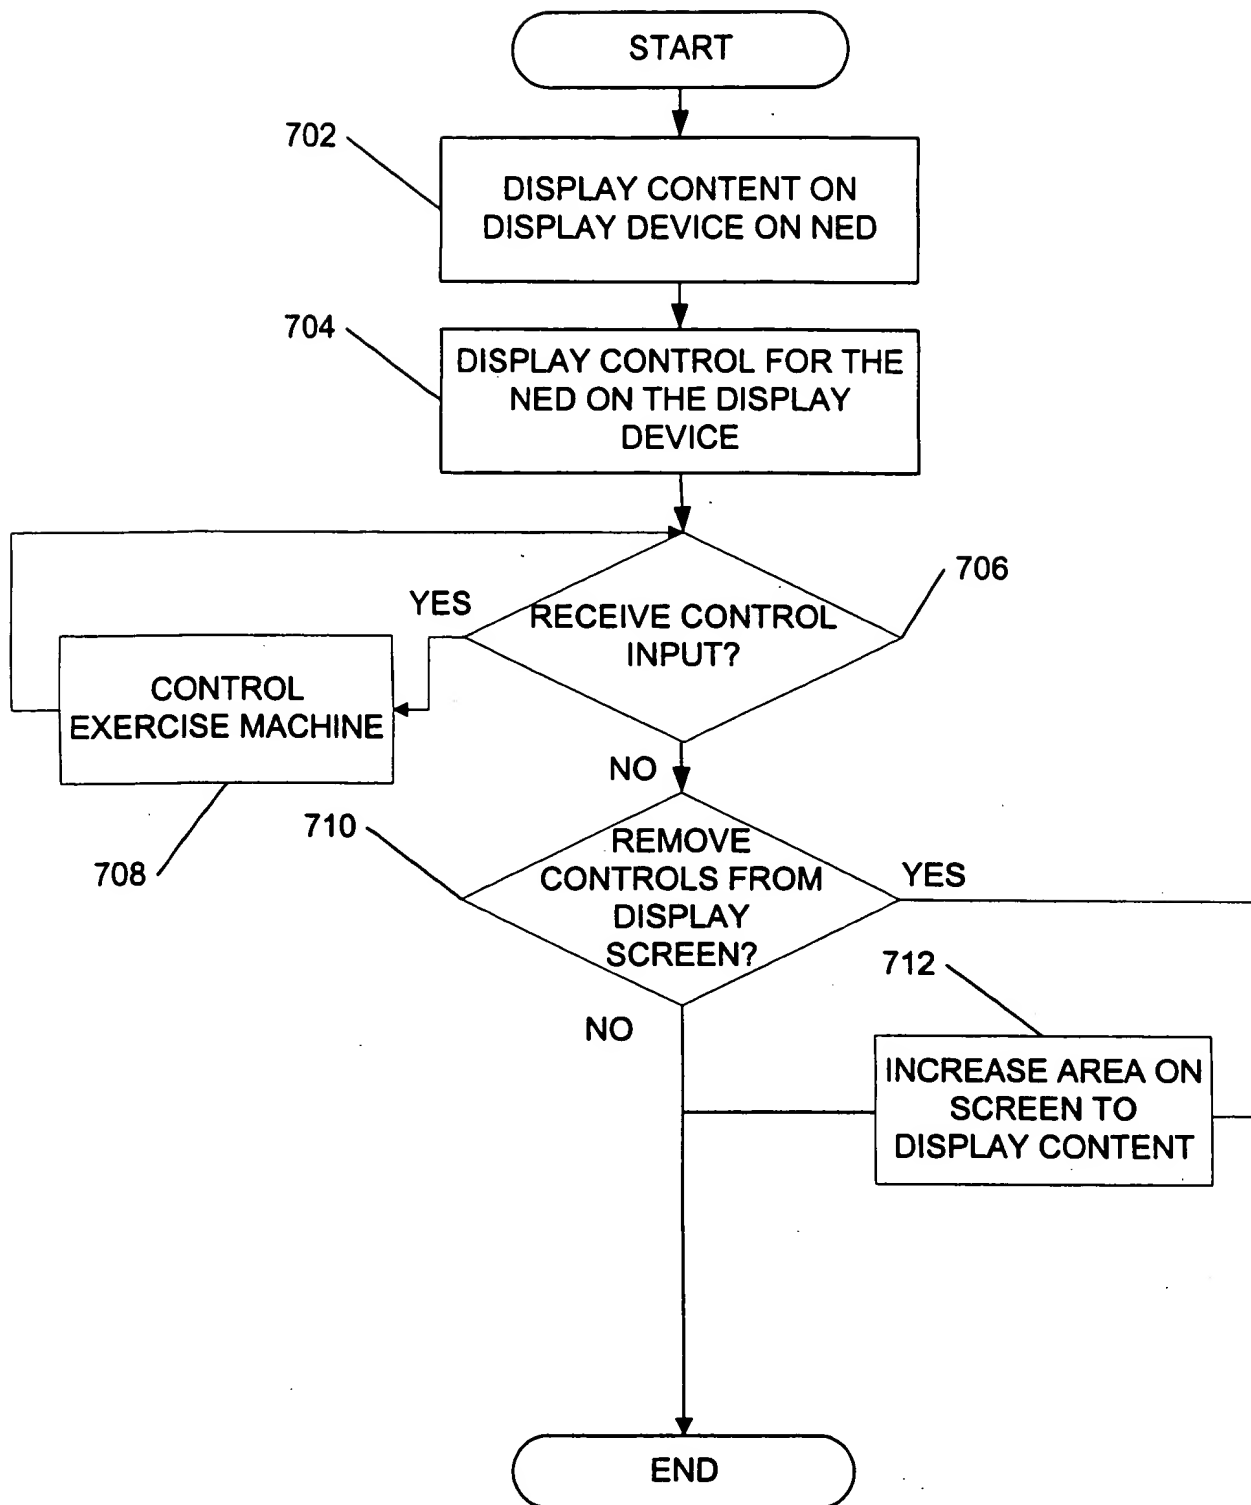 START
702
DISPLAY CONTENT ON
DISPLAY DEVICE ON NED
704
DISPLAY CONTROL FOR THE
NED ON THE DISPLAY
DEVICE
706
YES
RECEIVE CONTROL
INPUT?
CONTROL
EXERCISE MACHINE
708
NO
710
REMOVE
CONTROLS FROM
DISPLAY
SCREEN?
YES
712
NO
INCREASE AREA ON
SCREEN TO
DISPLAY CONTENT
END